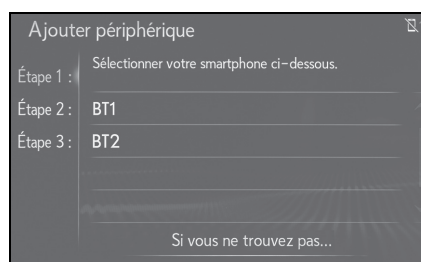 Ajouter périphérique
Étape 1 :
Sélectionner votre smartphone ci-dessous.
Étape 2 :
BT1
Étape 3 :
BT2
Si vous ne trouvez pas...